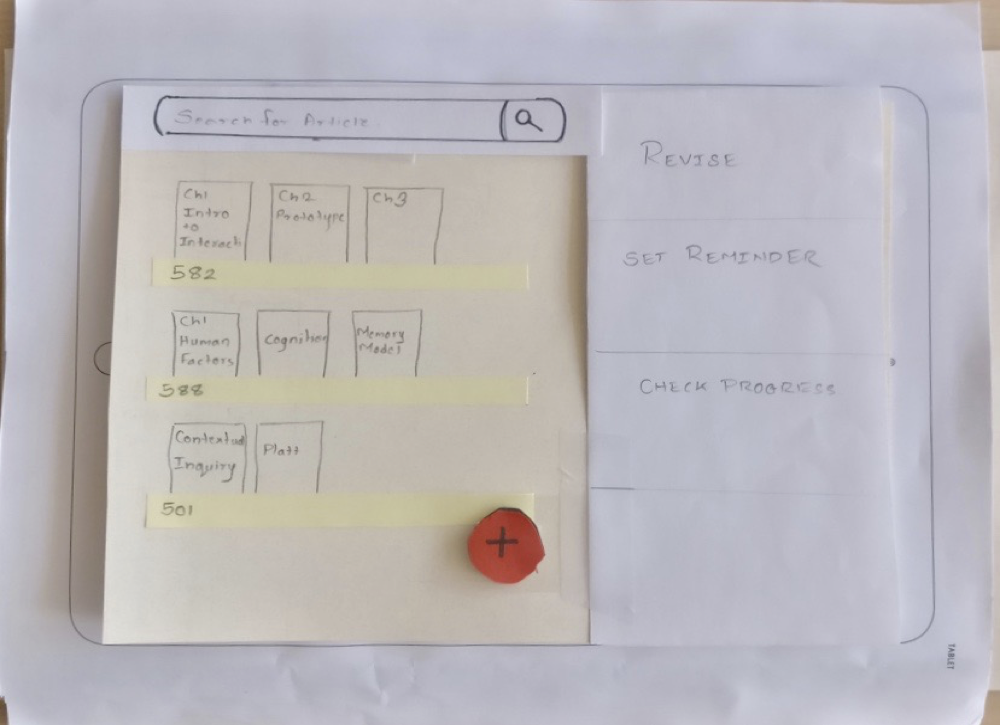 Search for Article
REVISE
SET REMINDER
CHECK PROGRESS
Ch1
Intro
to
Interacti
Ch2
Prototype
Ch3
582
Ch1
Human
Factors
Cognition
Memory
Model
588
Contextual
Inquiry
Platt
501
+
TABLET